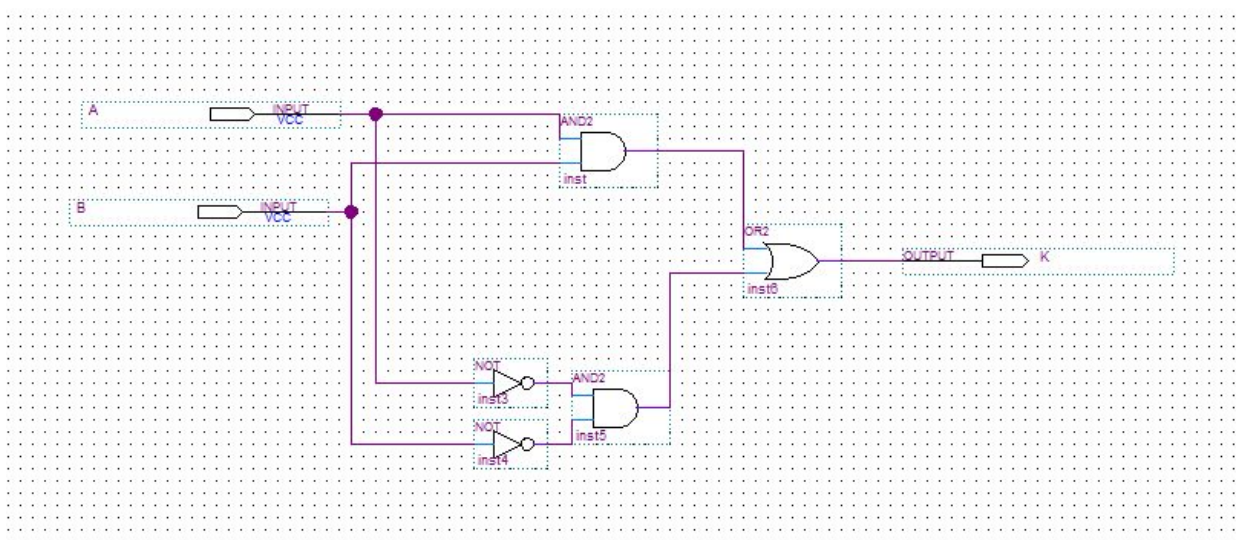 A
INPUT
VCC
AND2
inst
B
INPUT
VCC
OR2
inst6
OUTPUT
K
NOT
inst3
AND2
inst5
NOT
inst4